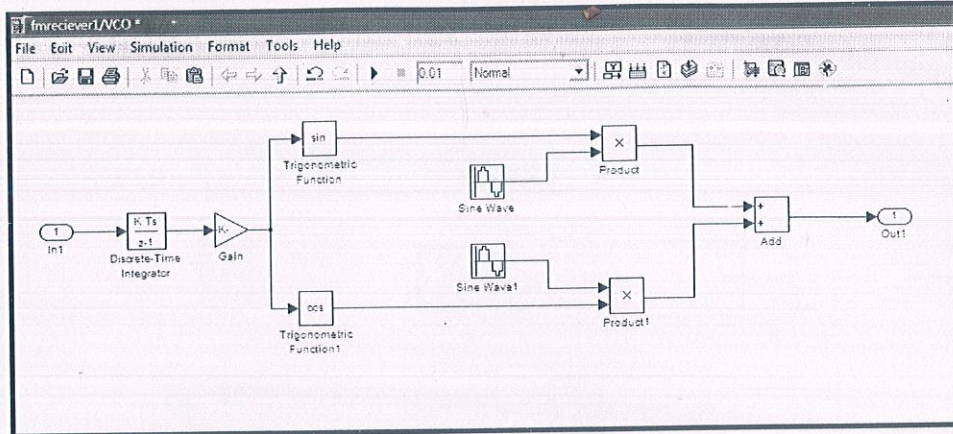 fmreciever1/VCO *
File Edit View Simulation Format Tools Help
0.01 Normal
sin
Trigonometric
Function
×
Product
Sine Wave
1
In1
K Ts
z-1
Discrete-Time
Integrator
K-
Gain
+
+
Add
1
Out1
Sine Wave1
cos
Trigonometric
Function1
×
Product1